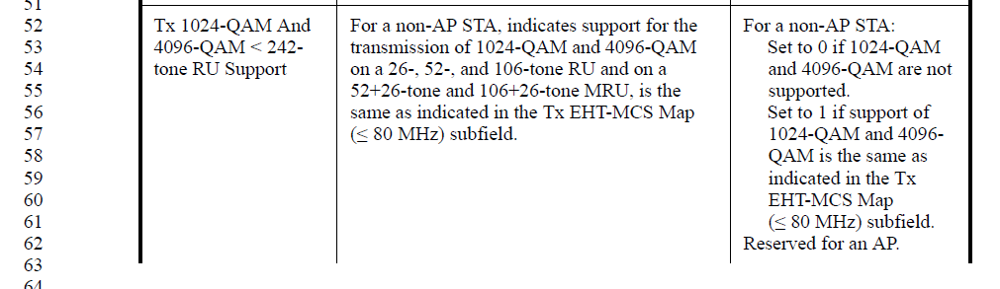 51
52
53
54
55
56
57
58
59
60
61
62
63
64
Tx 1024-QAM And
4096-QAM < 242-
tone RU Support
For a non-AP STA, indicates support for the
transmission of 1024-QAM and 4096-QAM
on a 26-, 52-, and 106-tone RU and on a
52+26-tone and 106+26-tone MRU, is the
same as indicated in the Tx EHT-MCS Map
(≤ 80 MHz) subfield.
For a non-AP STA:
Set to 0 if 1024-QAM
and 4096-QAM are not
supported.
Set to 1 if support of
1024-QAM and 4096-
QAM is the same as
indicated in the Tx
EHT-MCS Map
(≤ 80 MHz) subfield.
Reserved for an AP.